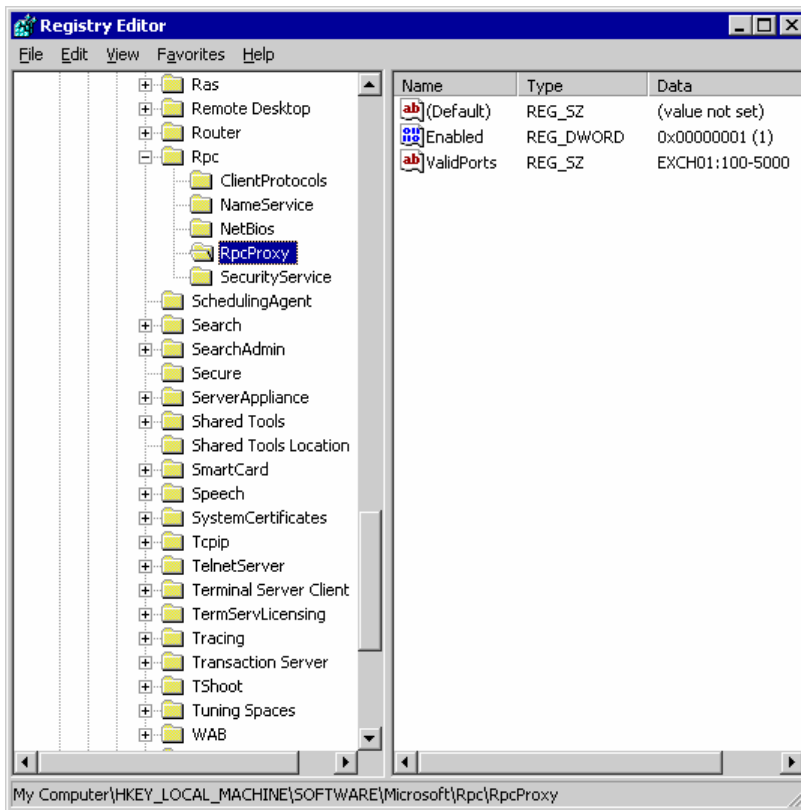 Registry Editor
File Edit View Favorites Help
Ras
Remote Desktop
Router
Rpc
ClientProtocols
NameService
NetBios
RpcProxy
SecurityService
SchedulingAgent
Search
SearchAdmin
Secure
ServerAppliance
Shared Tools
Shared Tools Location
SmartCard
Speech
SystemCertificates
Tcpip
TelnetServer
Terminal Server Client
TermServLicensing
Tracing
Transaction Server
TShoot
Tuning Spaces
WAB
Name Type Data
(Default) REG_SZ (value not set)
Enabled REG_DWORD 0x00000001 (1)
ValidPorts REG_SZ EXCH01:100-5000
My Computer\HKEY_LOCAL_MACHINE\SOFTWARE\Microsoft\Rpc\RpcProxy